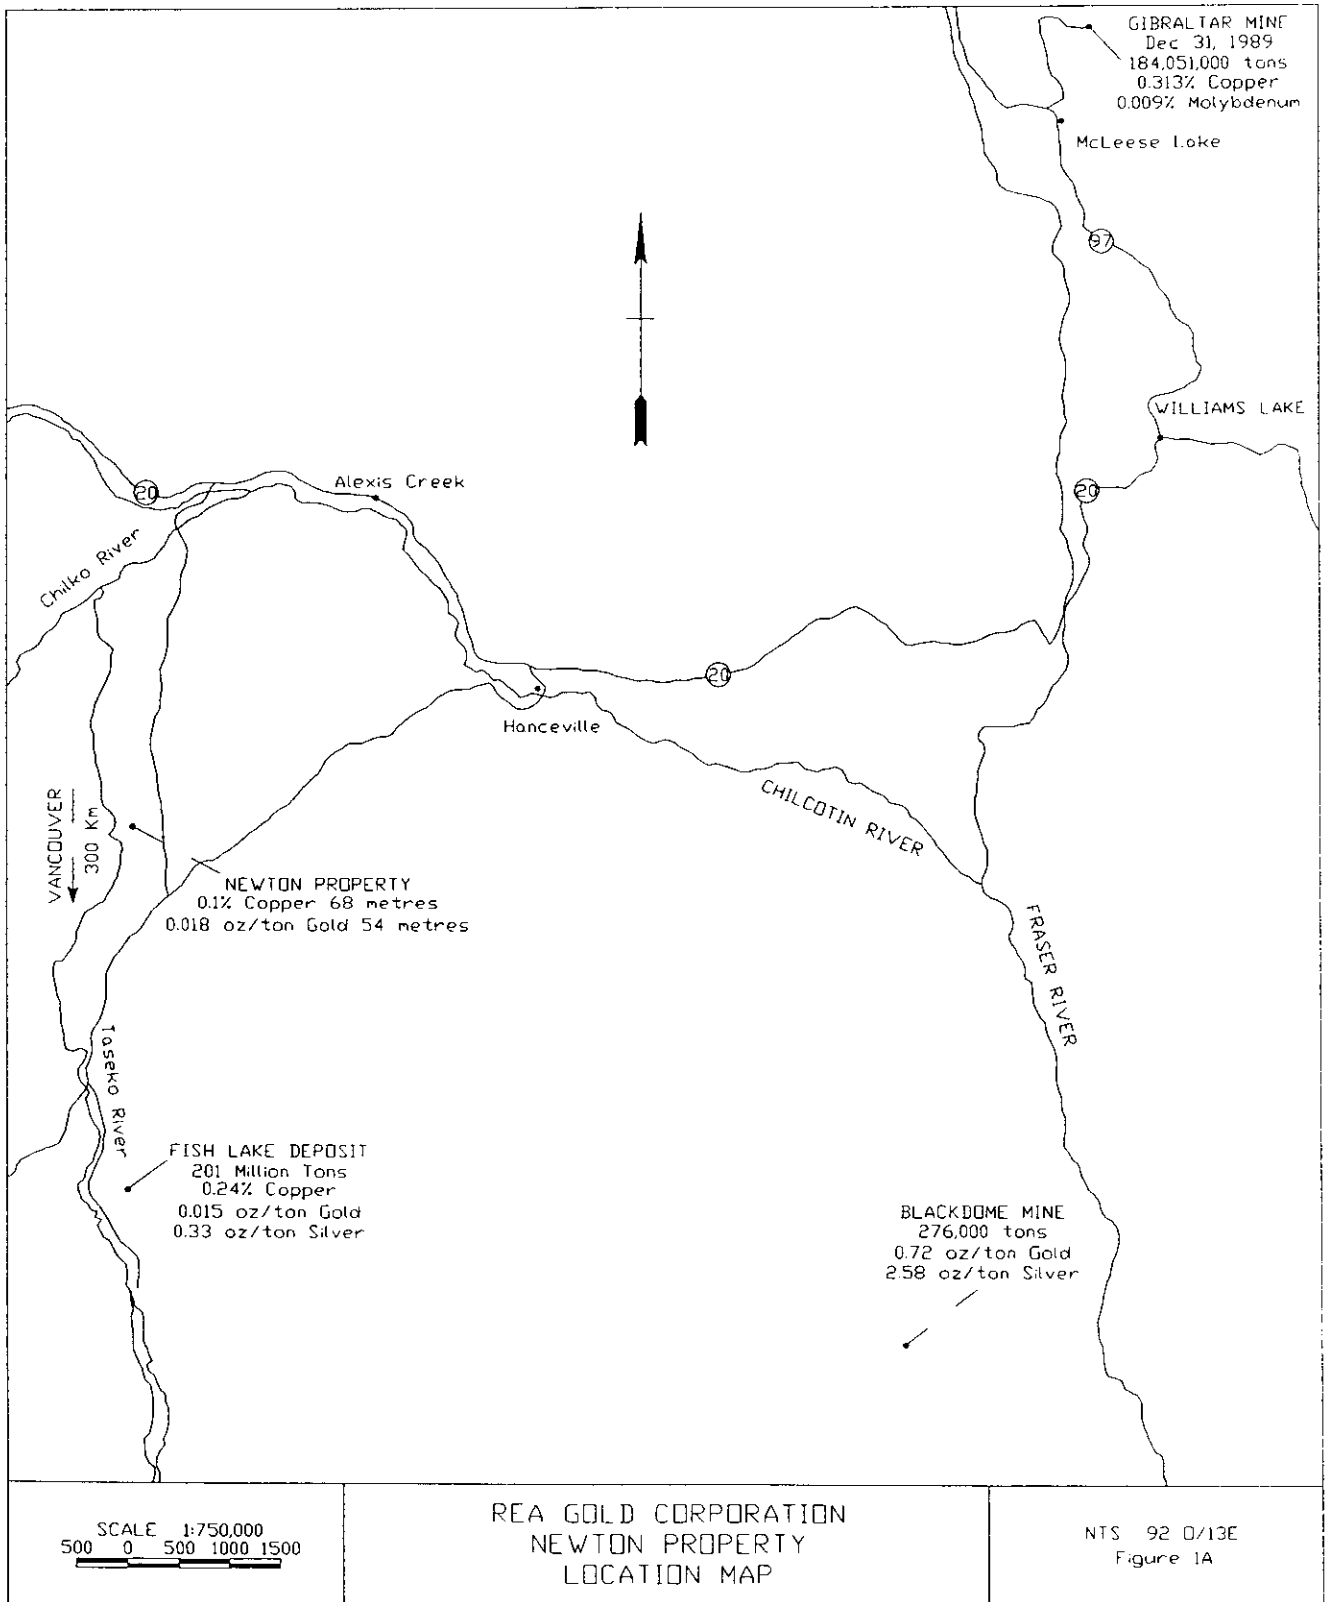 GIBRALTAR MINE
Dec 31, 1989
184,051,000 tons
0.313% Copper
0.009% Molybdenum
McLeese Lake
97
WILLIAMS LAKE
20
Alexis Creek
20
Chilko River
20
Hanceville
CHILCOTIN RIVER
VANCOUVER
300 Km
NEWTON PROPERTY
0.1% Copper 68 metres
0.018 oz/ton Gold 54 metres
FRASER RIVER
Taseko River
FISH LAKE DEPOSIT
201 Million Tons
0.24% Copper
0.015 oz/ton Gold
0.33 oz/ton Silver
BLACKDOME MINE
276,000 tons
0.72 oz/ton Gold
2.58 oz/ton Silver
SCALE 1:750,000
500 0 500 1000 1500
REA GOLD CORPORATION
NEWTON PROPERTY
LOCATION MAP
NTS 92 O/13E
Figure 1A